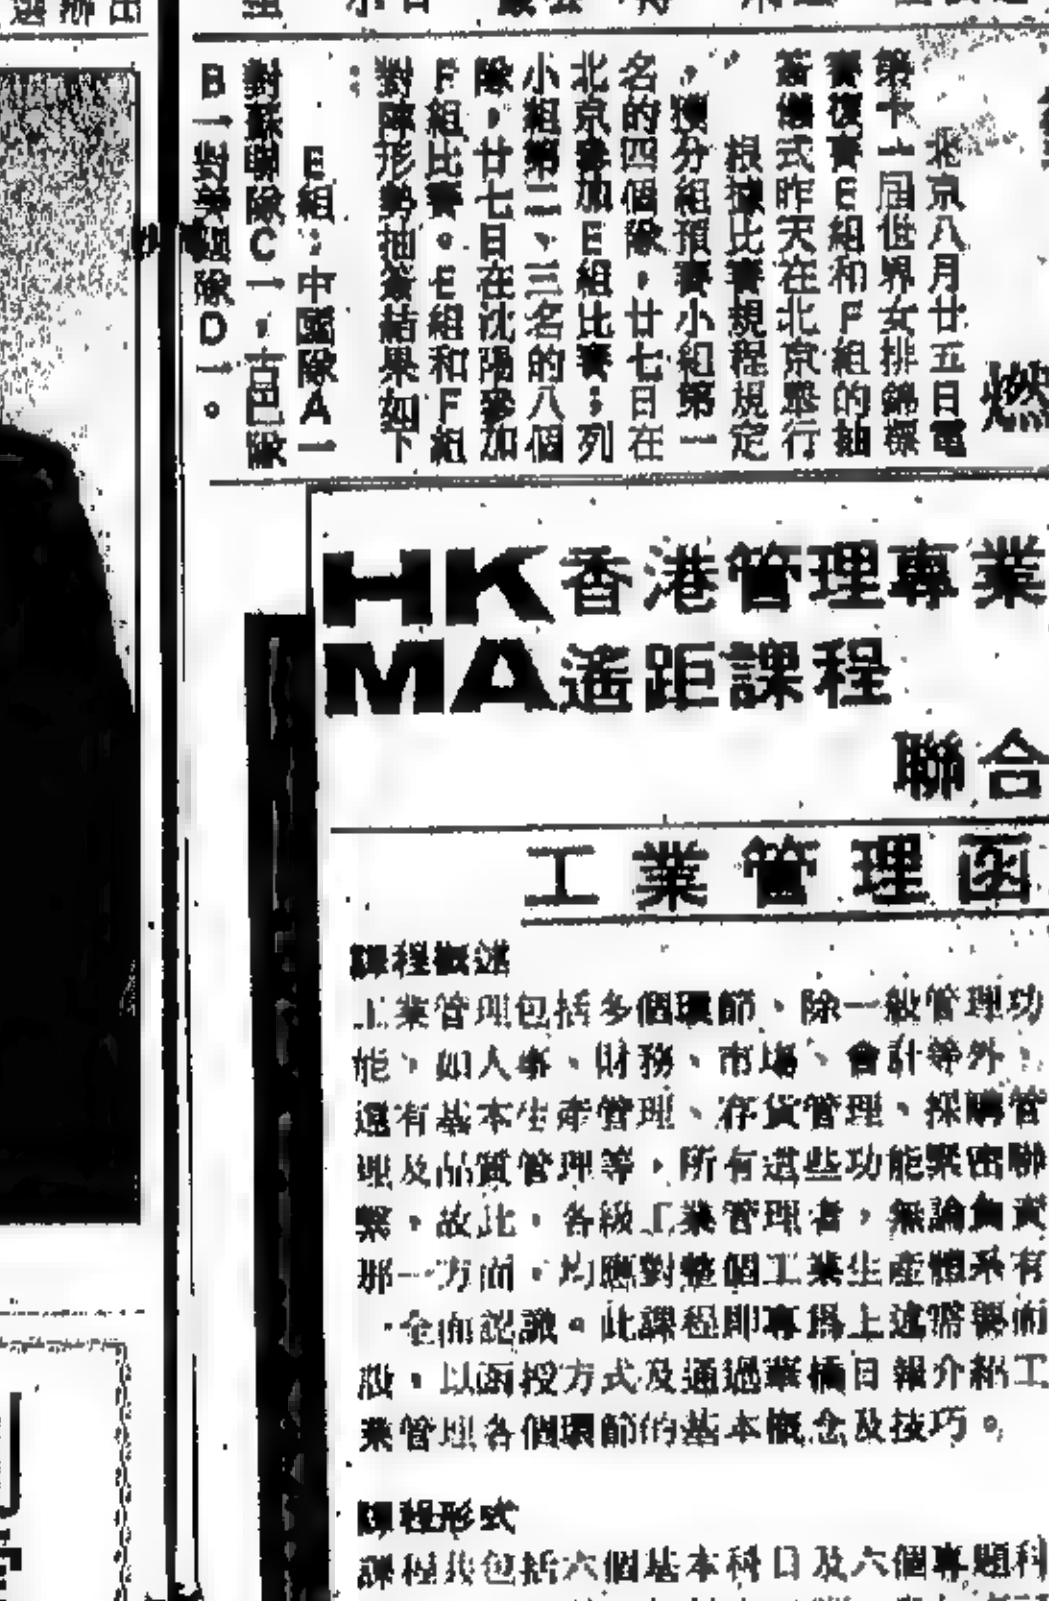 北京八月廿五日電
第十一屆世界女排錦標
賽復賽E組和F組的抽
簽儀式昨天在北京舉行
。
根據比賽規程規定
,獲分組預賽小組第一
名的四個隊,廿七日在
北京參加E組比賽;列
小組第二、三名的八個
隊,廿七日在沈陽參加
F組比賽。E組和F組
對陣形勢抽簽結果如下
:
E組:中國隊A一
對蘇聯隊C一,古巴隊
B一對美國隊D一。
燃
HK香港管理專業
MA遙距課程
聯合
工業管理函
課程概述
工業管理包括多個環節、除一般管理功
能,如人事、財務、市場、會計等外,
還有基本生產管理、存貨管理、採購管
理及品質管理等,所有這些功能緊密聯
繫,故此,各級工業管理者,無論負責
那一方面,均應對整個工業生產體系有
一全面認識。此課程即專為上述需要而
設,以函授方式及通過華僑日報介紹工
業管理各個環節的基本概念及技巧。
課程形式
課程共包括六個基本科目及六個專題科